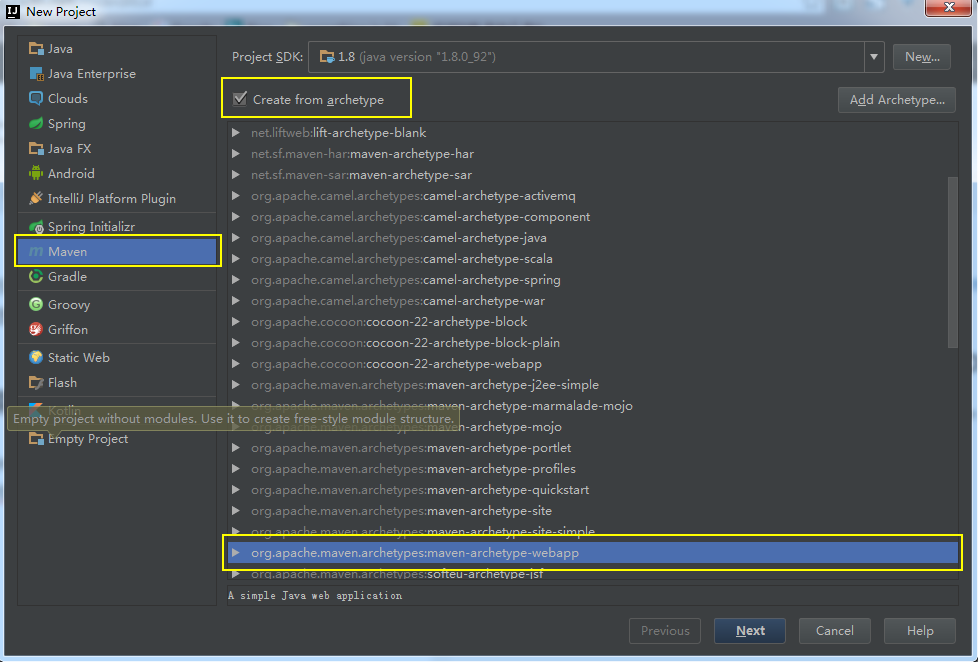 New Project
Java
Java Enterprise
Clouds
Spring
Java FX
Android
IntelliJ Platform Plugin
Spring Initializr
Maven
Gradle
Groovy
Griffon
Static Web
Flash
Kotlin
Empty project without modules. Use it to create free-style module structure.
Empty Project
Project SDK: 1.8 (java version "1.8.0_92") New...
Create from archetype Add Archetype...
net.liftweb:lift-archetype-blank
net.sf.maven-har:maven-archetype-har
net.sf.maven-sar:maven-archetype-sar
org.apache.camel.archetypes:camel-archetype-activemq
org.apache.camel.archetypes:camel-archetype-component
org.apache.camel.archetypes:camel-archetype-java
org.apache.camel.archetypes:camel-archetype-scala
org.apache.camel.archetypes:camel-archetype-spring
org.apache.camel.archetypes:camel-archetype-war
org.apache.cocoon:cocoon-22-archetype-block
org.apache.cocoon:cocoon-22-archetype-block-plain
org.apache.cocoon:cocoon-22-archetype-webapp
org.apache.maven.archetypes:maven-archetype-j2ee-simple
org.apache.maven.archetypes:maven-archetype-marmalade-mojo
org.apache.maven.archetypes:maven-archetype-mojo
org.apache.maven.archetypes:maven-archetype-portlet
org.apache.maven.archetypes:maven-archetype-profiles
org.apache.maven.archetypes:maven-archetype-quickstart
org.apache.maven.archetypes:maven-archetype-site
org.apache.maven.archetypes:maven-archetype-site-simple
org.apache.maven.archetypes:maven-archetype-webapp
org.apache.maven.archetypes:softeu-archetype-jsf
A simple Java web application
Previous Next Cancel Help